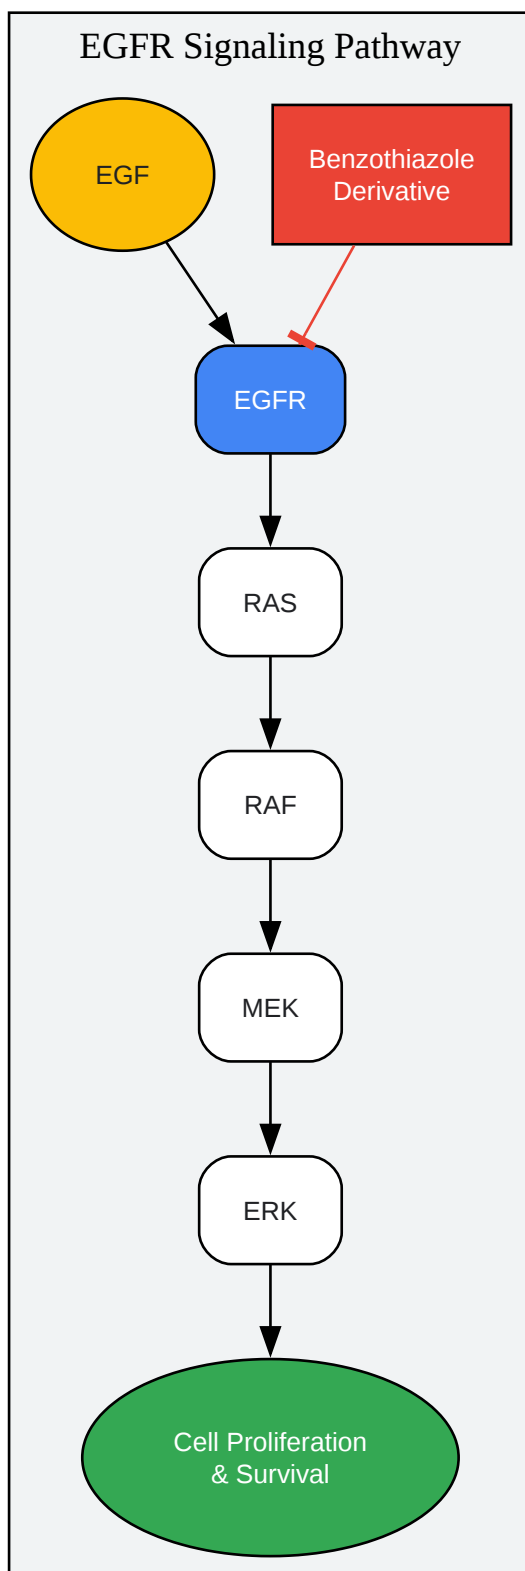 EGFR Signaling Pathway
EGF
Benzothiazole
Derivative
EGFR
RAS
RAF
MEK
ERK
Cell Proliferation
& Survival